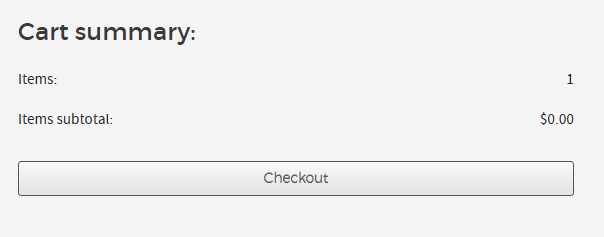 Cart summary:
Items: 1
Items subtotal: $0.00
Checkout